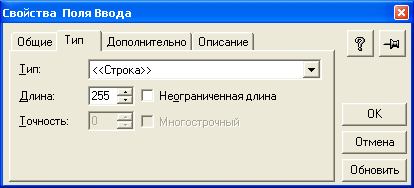 Свойства Поля Ввода
Общие Тип Дополнительно Описание
Тип: <<Строка>>
Длина: 255 Неограниченная длина
Точность: 0 Многострочный
OK
Отмена
Обновить